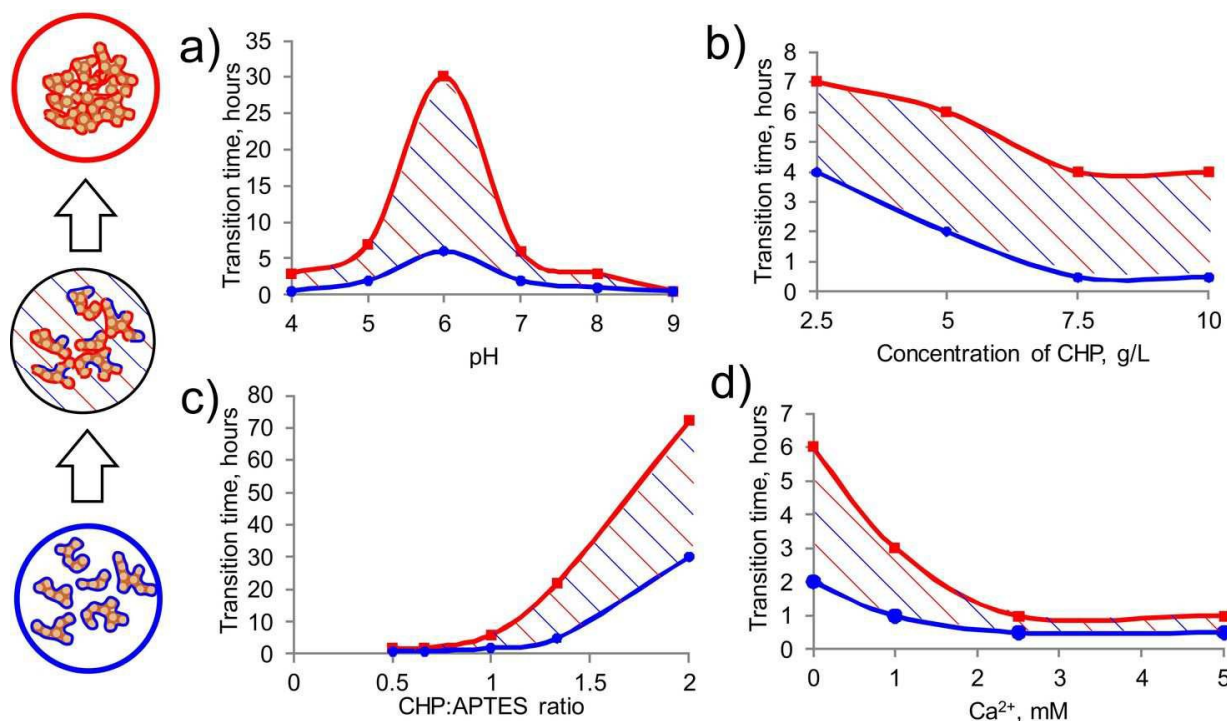 a)
Transition time, hours
35
30
25
20
15
10
5
0
4 5 6 7 8 9
pH
b)
Transition time, hours
8
7
6
5
4
3
2
1
0
2.5 5 7.5 10
Concentration of CHP, g/L
c)
Transition time, hours
80
70
60
50
40
30
20
10
0
0 0.5 1 1.5 2
CHP:APTES ratio
d)
Transition time, hours
7
6
5
4
3
2
1
0
0 1 2 3 4 5
Ca²⁺, mM